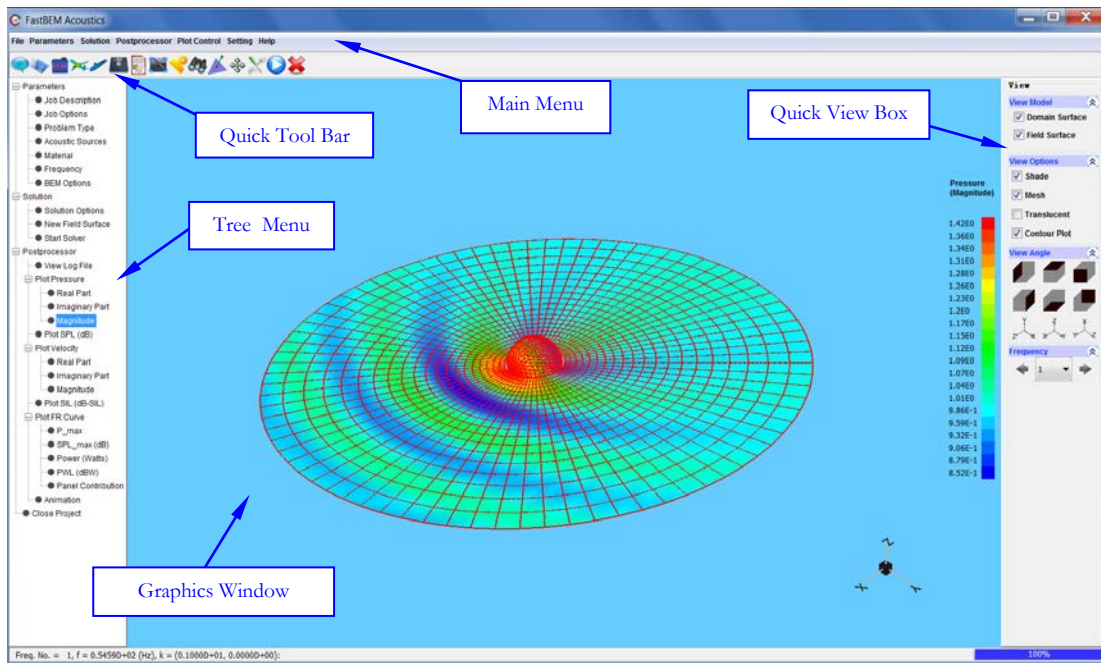 FastBEM Acoustics
File Parameters Solution Postprocessor Plot Control Setting Help
Main Menu
Quick Tool Bar
Quick View Box
Tree Menu
Graphics Window
Parameters
Job Description
Job Options
Problem Type
Acoustic Sources
Material
Frequency
BEM Options
Solution
Solution Options
New Field Surface
Start Solver
Postprocessor
View Log File
Plot Pressure
Real Part
Imaginary Part
Magnitude
Plot SPL (dB)
Plot Velocity
Real Part
Imaginary Part
Magnitude
Plot SIL (dB-SIL)
Plot FR Curve
P_max
SPL_max (dB)
Power (Watts)
PWL (dBW)
Panel Contribution
Animation
Close Project
Pressure
(Magnitude)
1.42E0
1.36E0
1.34E0
1.31E0
1.28E0
1.26E0
1.23E0
1.2E0
1.17E0
1.15E0
1.12E0
1.09E0
1.07E0
1.04E0
1.01E0
9.86E-1
9.59E-1
9.32E-1
9.06E-1
8.79E-1
8.52E-1
View
View Model
Domain Surface
Field Surface
View Options
Shade
Mesh
Translucent
Contour Plot
View Angle
Frequency
1
Freq. No. = 1, f = 0.5459D+02 (Hz), k = (0.1000D+01, 0.0000D+00):
100%